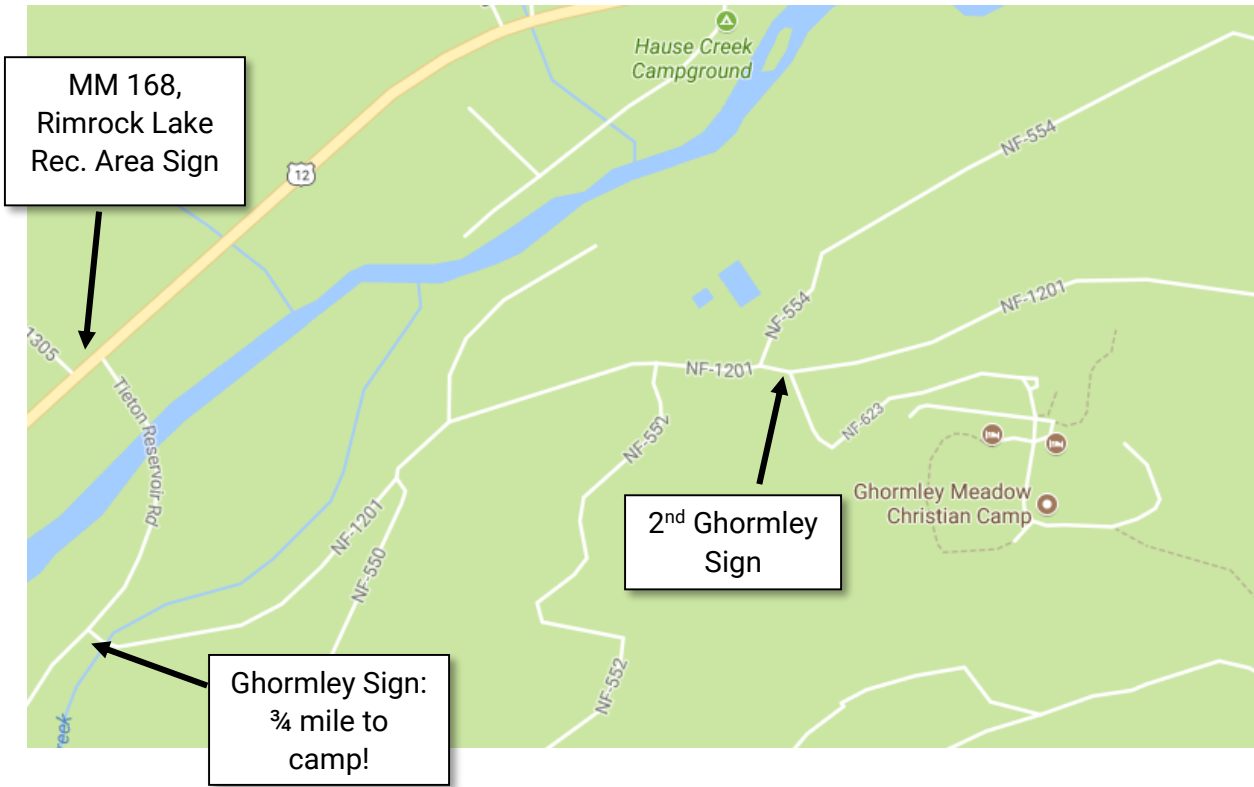 Hause Creek
Campground
MM 168,
Rimrock Lake
Rec. Area Sign
12
NF-554
1305
Tieton Reservoir Rd
NF-554
NF-1201
NF-1201
NF-551
NF-623
Ghormley Meadow
Christian Camp
2nd Ghormley
Sign
NF-1201
NF-550
NF-552
Ghormley Sign:
¾ mile to
camp!
reek